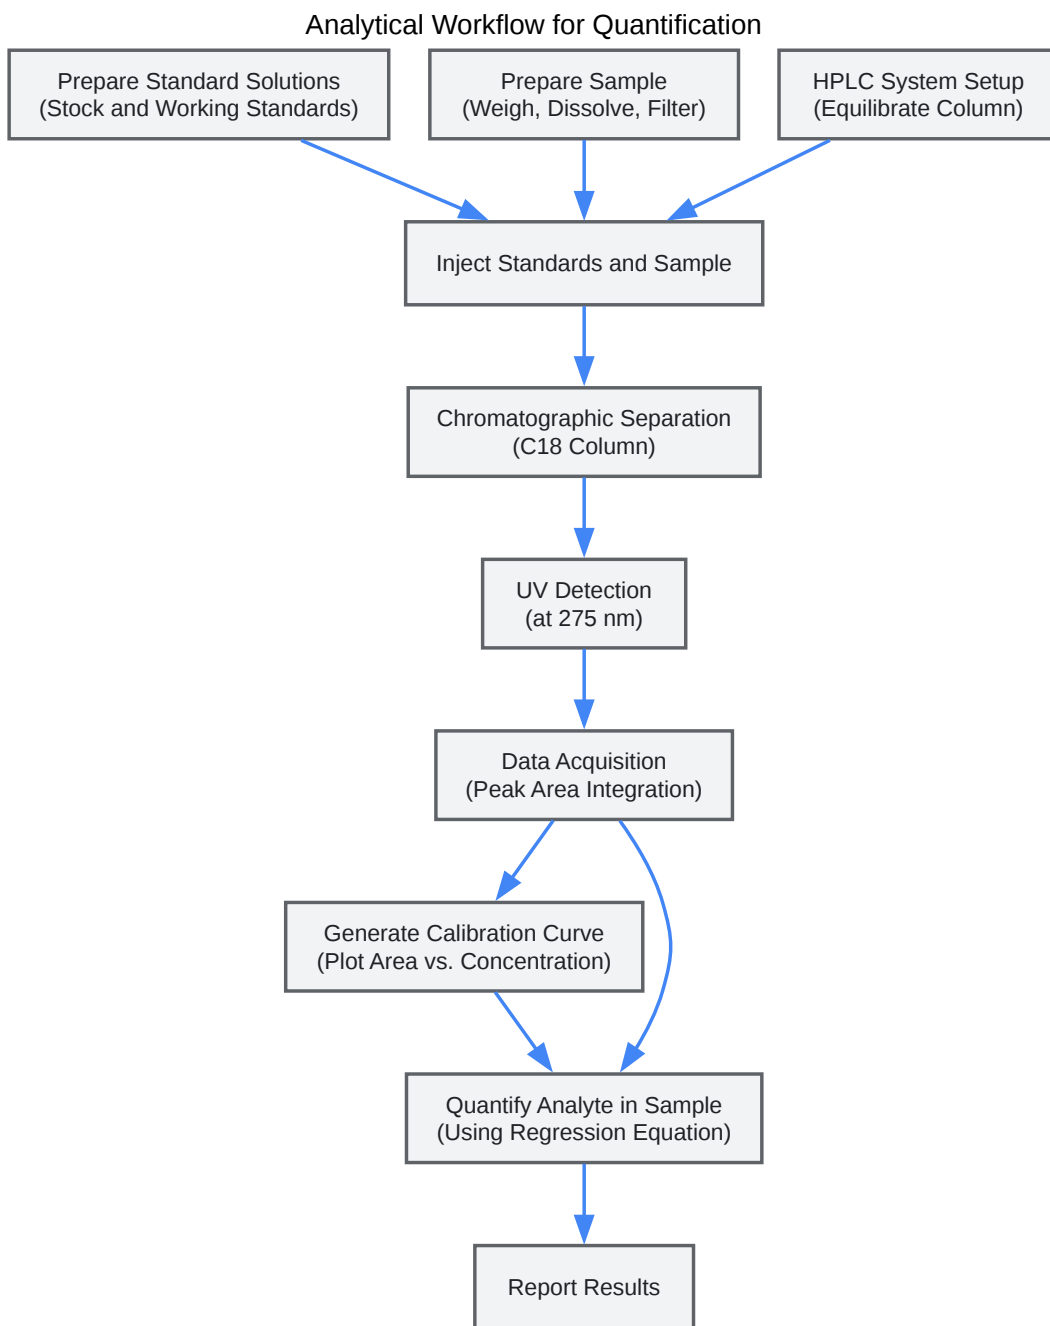 Analytical Workflow for Quantification
Prepare Standard Solutions
(Stock and Working Standards)
Prepare Sample
(Weigh, Dissolve, Filter)
HPLC System Setup
(Equilibrate Column)
Inject Standards and Sample
Chromatographic Separation
(C18 Column)
UV Detection
(at 275 nm)
Data Acquisition
(Peak Area Integration)
Generate Calibration Curve
(Plot Area vs. Concentration)
Quantify Analyte in Sample
(Using Regression Equation)
Report Results